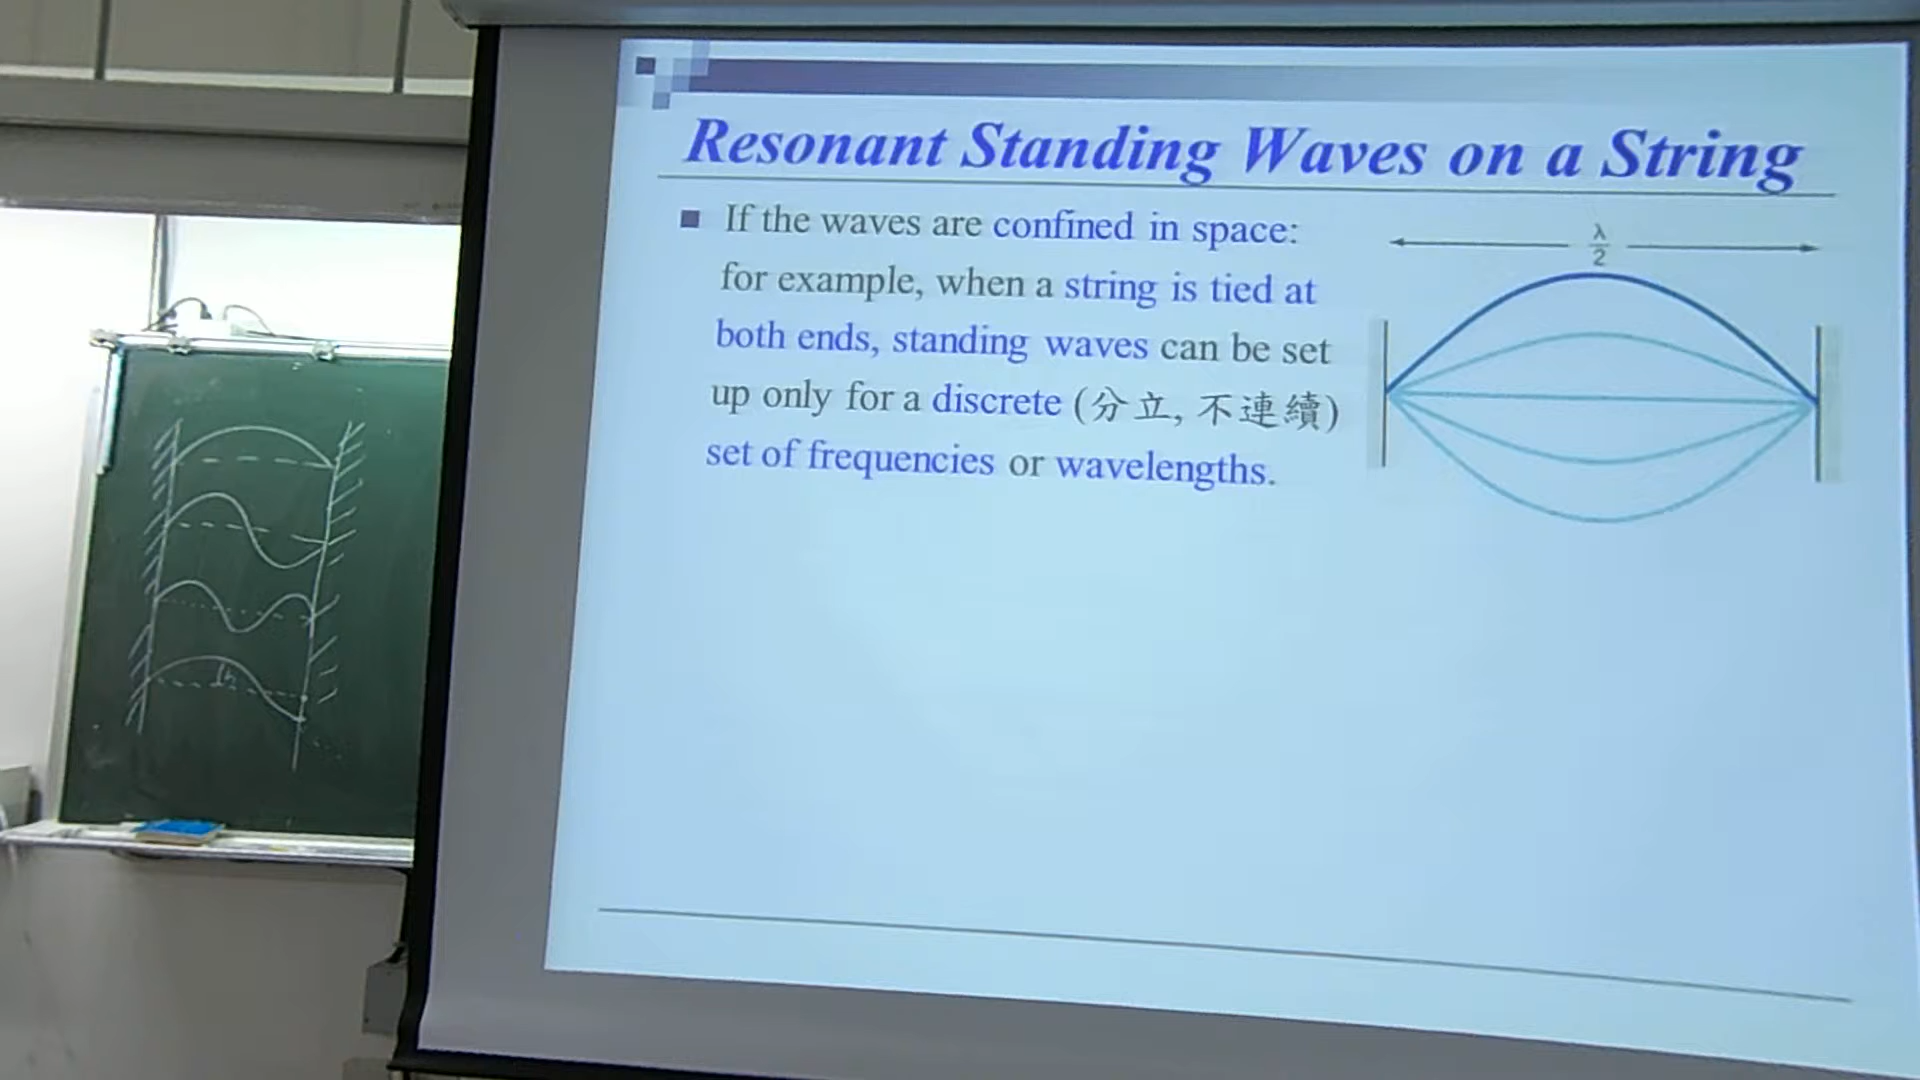 Resonant Standing Waves on a String
If the waves are confined in space:
for example, when a string is tied at
both ends, standing waves can be set
up only for a discrete (分立, 不連續)
set of frequencies or wavelengths.
λ
2